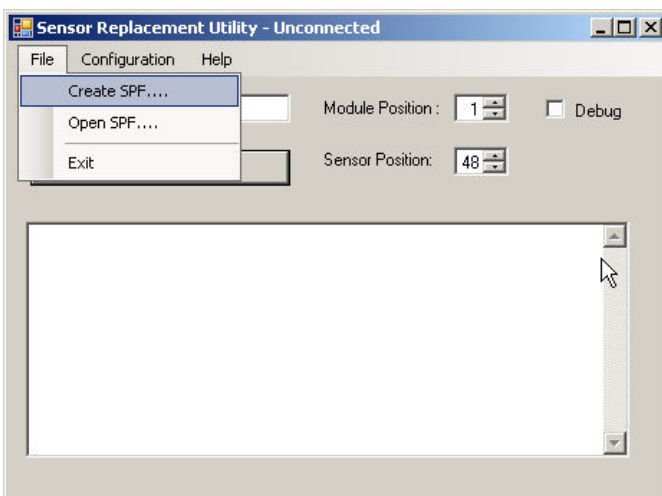 Sensor Replacement Utility - Unconnected
File Configuration Help
Create SPF....
Open SPF....
Exit
Module Position : 1
Debug
Sensor Position: 48